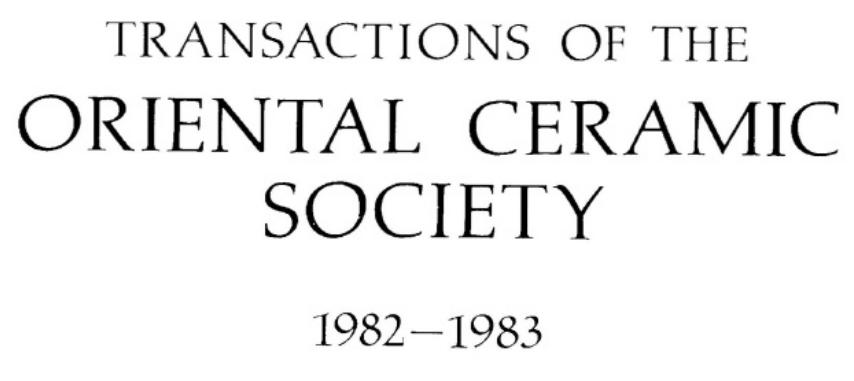 TRANSACTIONS OF THE
ORIENTAL CERAMIC
SOCIETY
1982–1983